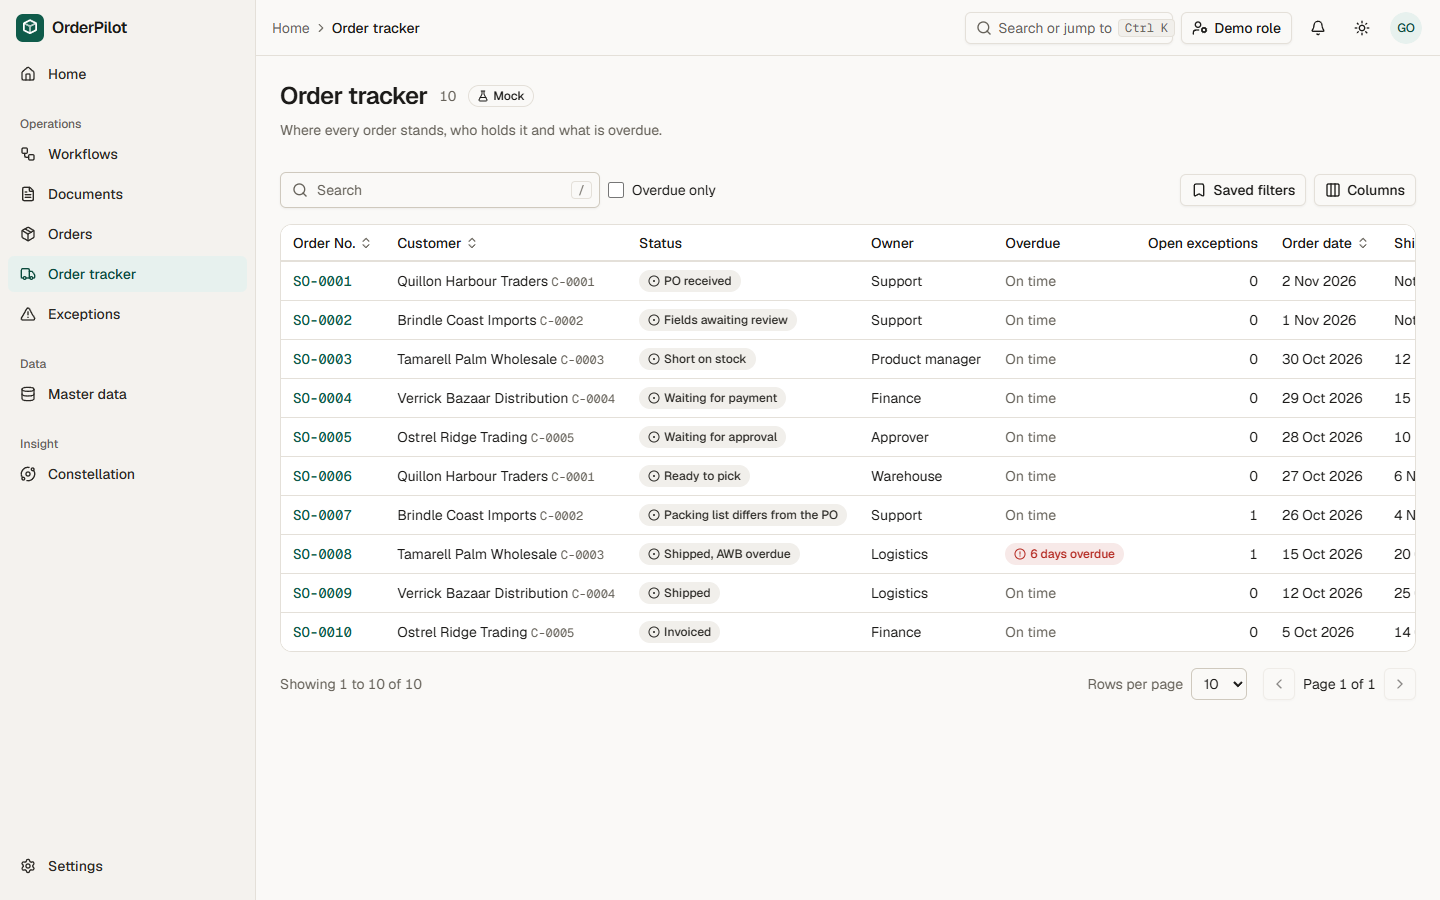 OrderPilot
Home
Operations
Workflows
Documents
Orders
Order tracker
Exceptions
Data
Master data
Insight
Constellation
Settings
Home > Order tracker
Search or jump to Ctrl K
Demo role
GO
Order tracker 10 Mock
Where every order stands, who holds it and what is overdue.
Search /
Overdue only
Saved filters
Columns
Order No. Customer Status Owner Overdue Open exceptions Order date Shi
SO-0001 Quillon Harbour Traders C-0001 PO received Support On time 0 2 Nov 2026 Not
SO-0002 Brindle Coast Imports C-0002 Fields awaiting review Support On time 0 1 Nov 2026 Not
SO-0003 Tamarell Palm Wholesale C-0003 Short on stock Product manager On time 0 30 Oct 2026 12
SO-0004 Verrick Bazaar Distribution C-0004 Waiting for payment Finance On time 0 29 Oct 2026 15
SO-0005 Ostrel Ridge Trading C-0005 Waiting for approval Approver On time 0 28 Oct 2026 10
SO-0006 Quillon Harbour Traders C-0001 Ready to pick Warehouse On time 0 27 Oct 2026 6 N
SO-0007 Brindle Coast Imports C-0002 Packing list differs from the PO Support On time 1 26 Oct 2026 4 N
SO-0008 Tamarell Palm Wholesale C-0003 Shipped, AWB overdue Logistics 6 days overdue 1 15 Oct 2026 20
SO-0009 Verrick Bazaar Distribution C-0004 Shipped Logistics On time 0 12 Oct 2026 25
SO-0010 Ostrel Ridge Trading C-0005 Invoiced Finance On time 0 5 Oct 2026 14
Showing 1 to 10 of 10
Rows per page 10
Page 1 of 1